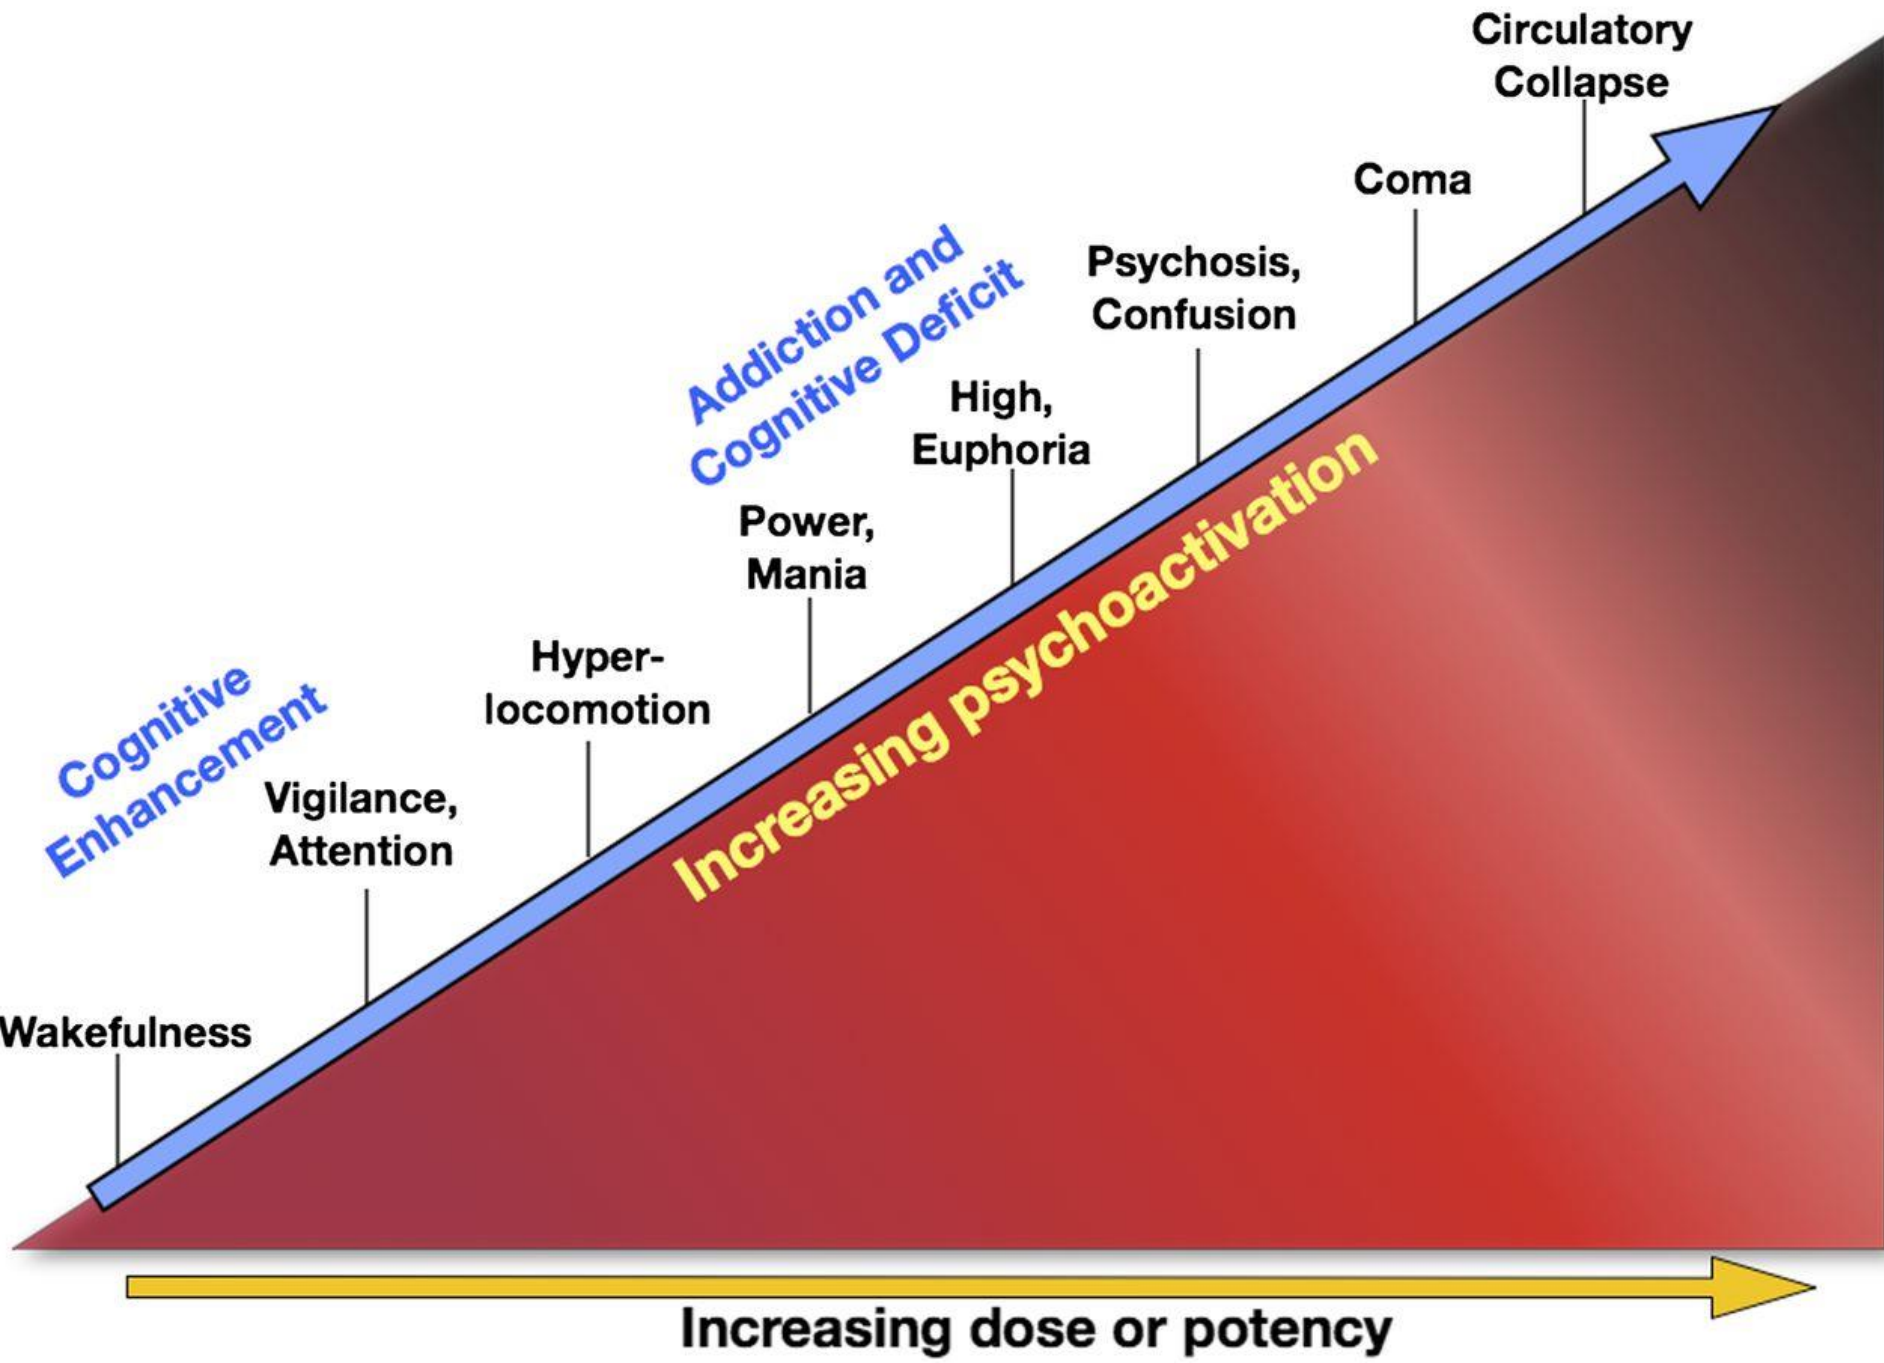 Circulatory
Collapse
Coma
Psychosis,
Confusion
Addiction and
Cognitive Deficit
High,
Euphoria
Power,
Mania
Hyper-
locomotion
Cognitive
Enhancement
Vigilance,
Attention
Wakefulness
Increasing psychoactivation
Increasing dose or potency